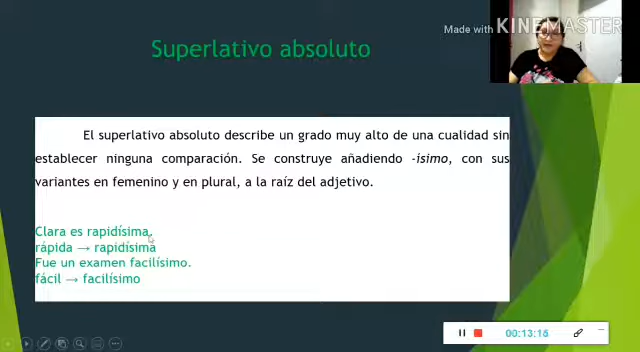 Made with KINEMASTER
Superlativo absoluto
El superlativo absoluto describe un grado muy alto de una cualidad sin
establecer ninguna comparación. Se construye añadiendo -ísimo, con sus
variantes en femenino y en plural, a la raíz del adjetivo.
Clara es rapidísima.
rápida → rapidísima
Fue un examen facilísimo.
fácil → facilísimo
00:13:18